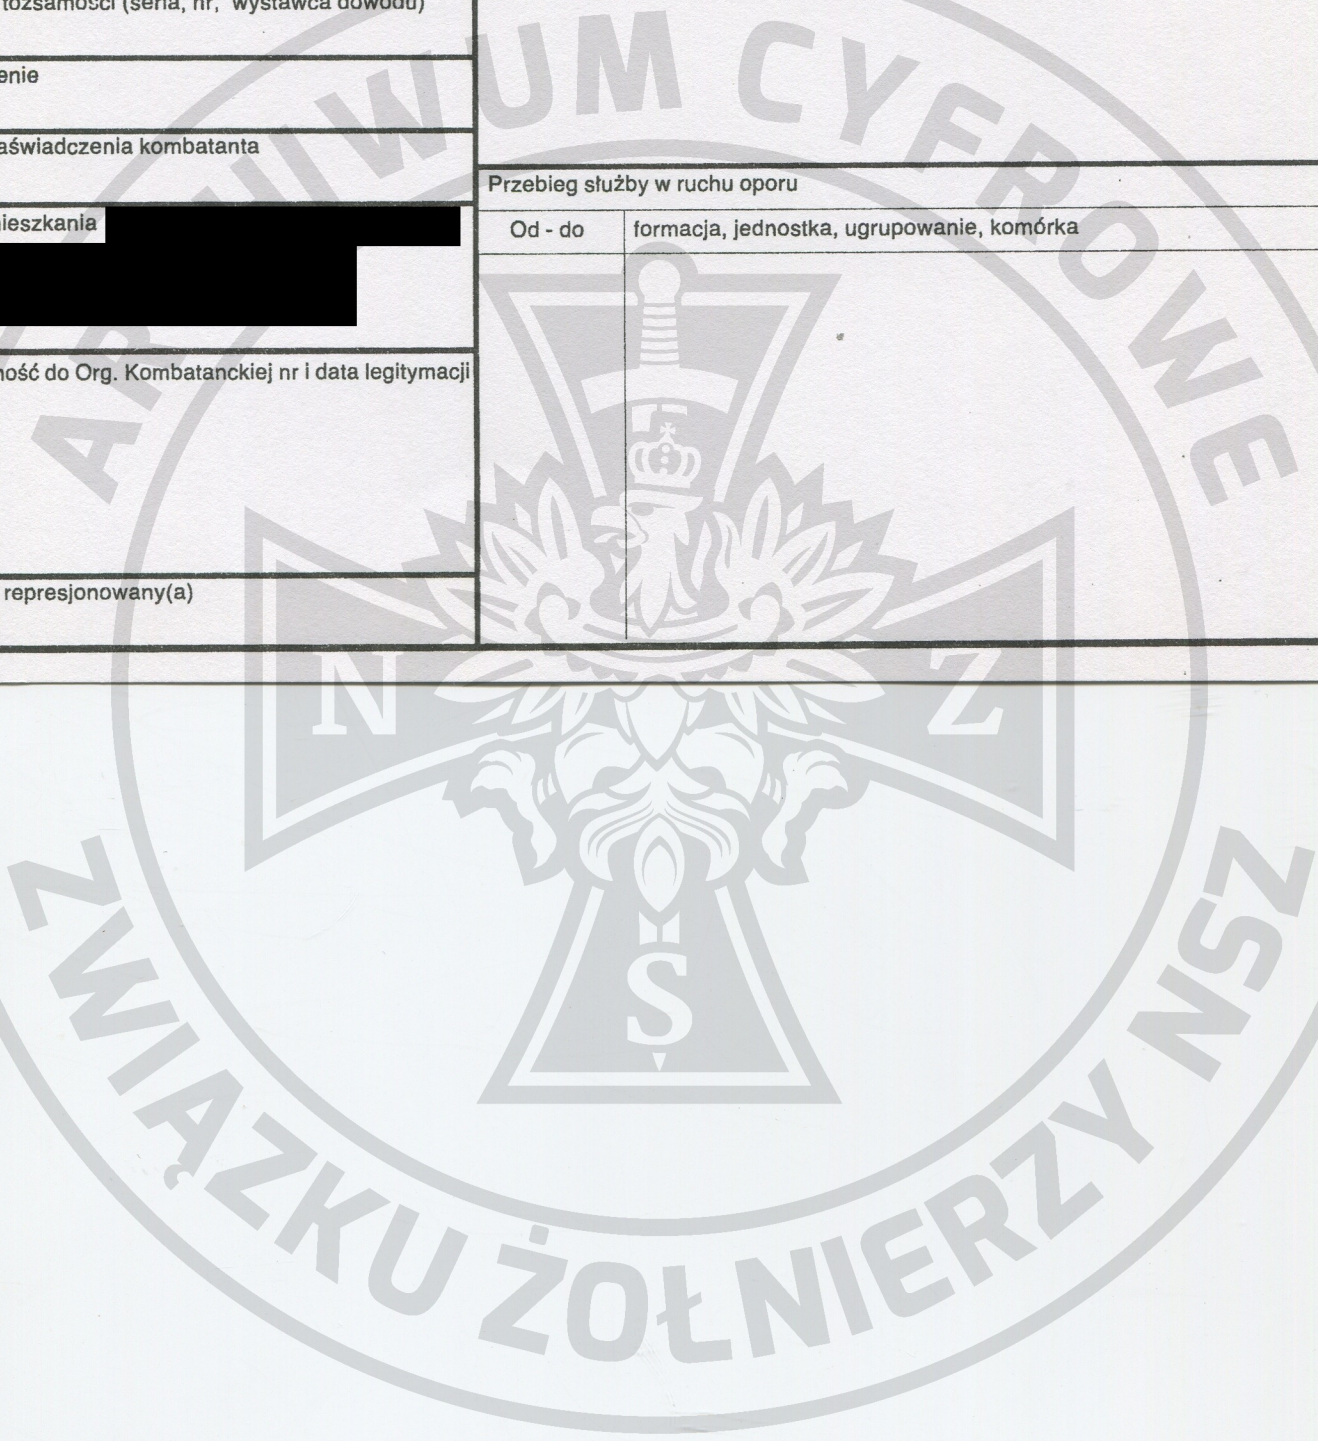 tożsamości (seria, nr, wystawca dowodu)
enie
aświadczenia kombatanta
ieszkania
ność do Org. Kombatanckiej nr i data legitymacji
represjonowany(a)
Przebieg służby w ruchu oporu
Od - do
formacja, jednostka, ugrupowanie, komórka
ARCHIWUM CYFROWE
ZWIĄZKU ŻOŁNIERZY NSZ
N
Z
S